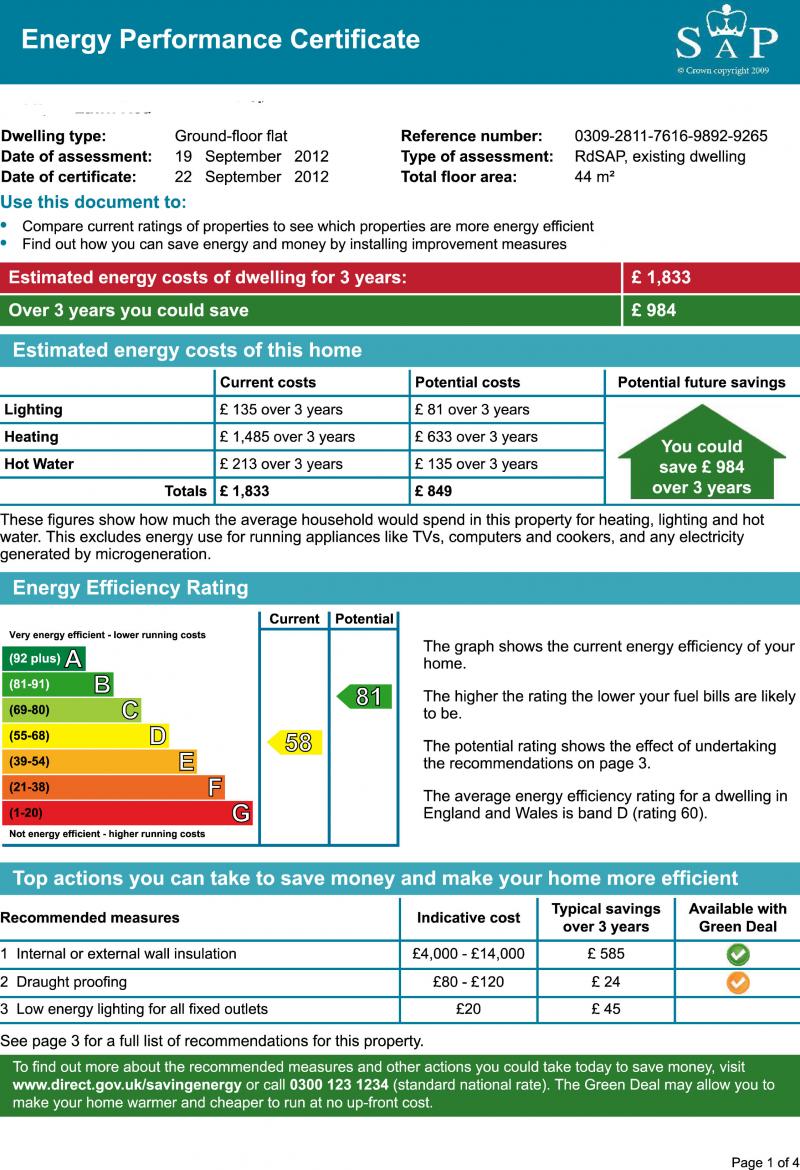 Energy Performance Certificate
SAP
© Crown copyright 2009
Dwelling type: Ground-floor flat
Date of assessment: 19 September 2012
Date of certificate: 22 September 2012
Reference number: 0309-2811-7616-9892-9265
Type of assessment: RdSAP, existing dwelling
Total floor area: 44 m²
Use this document to:
• Compare current ratings of properties to see which properties are more energy efficient
• Find out how you can save energy and money by installing improvement measures
Estimated energy costs of dwelling for 3 years: £ 1,833
Over 3 years you could save £ 984
Estimated energy costs of this home
Current costs Potential costs Potential future savings
Lighting £ 135 over 3 years £ 81 over 3 years
Heating £ 1,485 over 3 years £ 633 over 3 years
Hot Water £ 213 over 3 years £ 135 over 3 years
Totals £ 1,833 £ 849
You could
save £ 984
over 3 years
These figures show how much the average household would spend in this property for heating, lighting and hot
water. This excludes energy use for running appliances like TVs, computers and cookers, and any electricity
generated by microgeneration.
Energy Efficiency Rating
Current Potential
Very energy efficient - lower running costs
(92 plus) A
(81-91) B
(69-80) C
(55-68) D
(39-54) E
(21-38) F
(1-20) G
Not energy efficient - higher running costs
58
81
The graph shows the current energy efficiency of your
home.
The higher the rating the lower your fuel bills are likely
to be.
The potential rating shows the effect of undertaking
the recommendations on page 3.
The average energy efficiency rating for a dwelling in
England and Wales is band D (rating 60).
Top actions you can take to save money and make your home more efficient
Recommended measures Indicative cost Typical savings
over 3 years Available with
Green Deal
1 Internal or external wall insulation £4,000 - £14,000 £ 585
2 Draught proofing £80 - £120 £ 24
3 Low energy lighting for all fixed outlets £20 £ 45
See page 3 for a full list of recommendations for this property.
To find out more about the recommended measures and other actions you could take today to save money, visit
www.direct.gov.uk/savingenergy or call 0300 123 1234 (standard national rate). The Green Deal may allow you to
make your home warmer and cheaper to run at no up-front cost.
Page 1 of 4